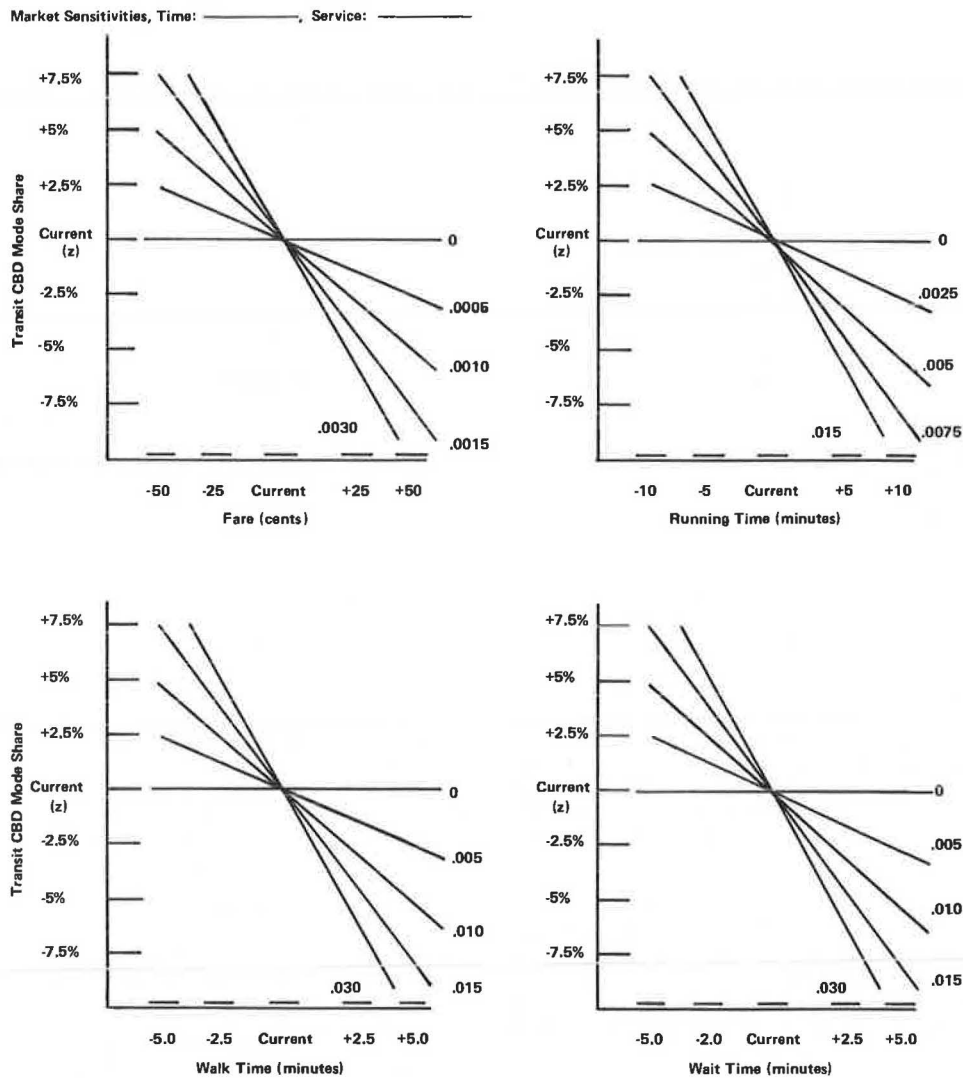 Market Sensitivities, Time: , Service:
Transit CBD Mode Share
+7.5%
+5%
+2.5%
Current
(z)
-2.5%
-5%
-7.5%
0
.0005
.0010
.0015
.0030
-50 -25 Current +25 +50
Fare (cents)
+7.5%
+5%
+2.5%
Current
(z)
-2.5%
-5%
-7.5%
0
.0025
.005
.0075
.015
-10 -5 Current +5 +10
Running Time (minutes)
Transit CBD Mode Share
+7.5%
+5%
+2.5%
Current
(z)
-2.5%
-5%
-7.5%
0
.005
.010
.015
.030
-5.0 -2.5 Current +2.5 +5.0
Walk Time (minutes)
+7.5%
+5%
+2.5%
Current
(z)
-2.5%
-5%
-7.5%
0
.005
.010
.015
.030
-5.0 -2.0 Current +2.5 +5.0
Wait Time (minutes)